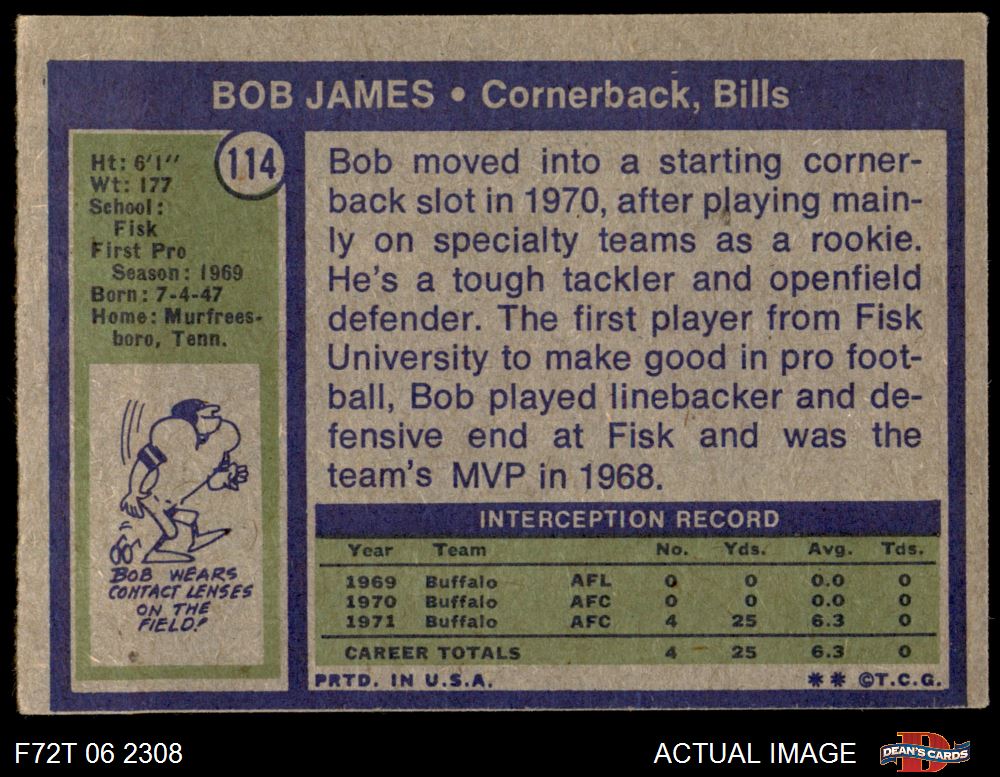 BOB JAMES • Cornerback, Bills
114
Ht: 6'1''
Wt: 177
School:
Fisk
First Pro
Season: 1969
Born: 7-4-47
Home: Murfrees-
boro, Tenn.
BOB WEARS
CONTACT LENSES
ON THE
FIELD!
Bob moved into a starting corner-
back slot in 1970, after playing main-
ly on specialty teams as a rookie.
He's a tough tackler and openfield
defender. The first player from Fisk
University to make good in pro foot-
ball, Bob played linebacker and de-
fensive end at Fisk and was the
team's MVP in 1968.
INTERCEPTION RECORD
Year Team No. Yds. Avg. Tds.
1969 Buffalo AFL 0 0 0.0 0
1970 Buffalo AFC 0 0 0.0 0
1971 Buffalo AFC 4 25 6.3 0
CAREER TOTALS 4 25 6.3 0
PRTD. IN U.S.A. ** ©T.C.G.
F72T 06 2308 ACTUAL IMAGE DEAN'S CARDS